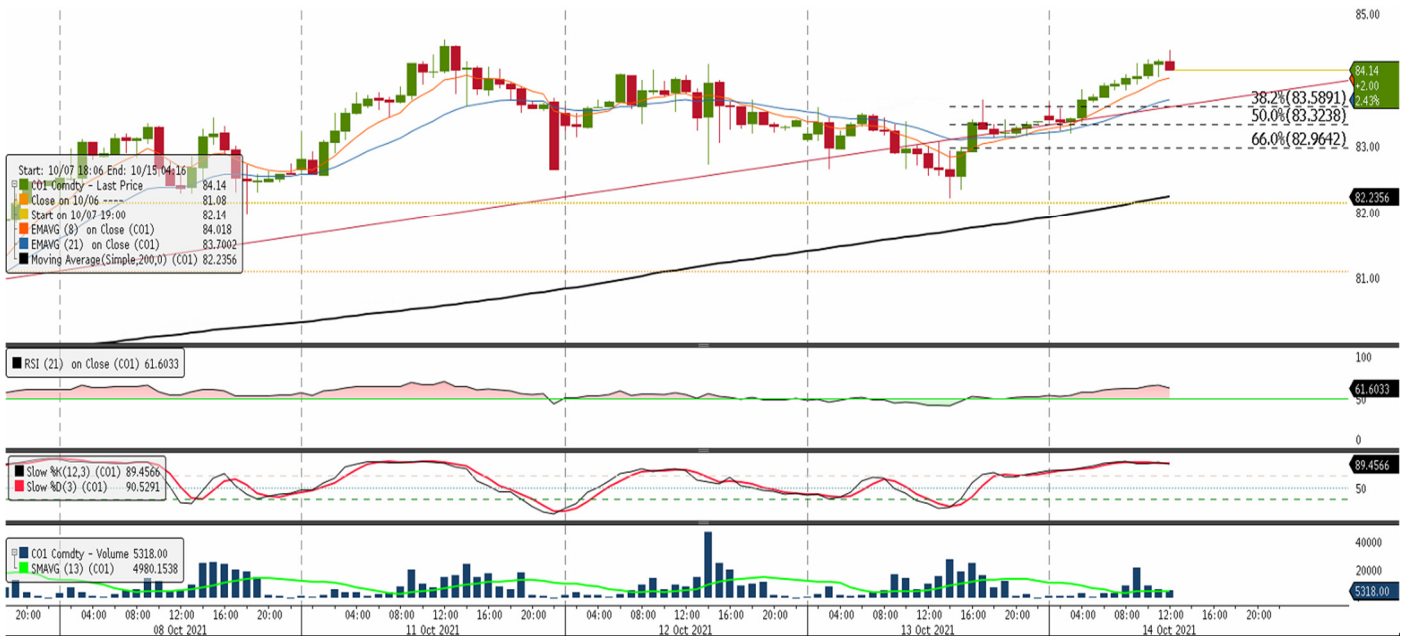 85.00
84.14
+2.00
2.43%
38.2%(83.5891)
50.0%(83.3238)
66.0%(82.9642)
83.00
82.2356
82.00
81.00
Start: 10/07 18:06 End: 10/15 04:16
CO1 Comdty - Last Price 84.14
Close on 10/06 ---- 81.08
Start on 10/07 19:00 82.14
EMAVG (8) on Close (CO1) 84.018
EMAVG (21) on Close (CO1) 83.7002
Moving Average(Simple,200,0) (CO1) 82.2356
RSI (21) on Close (CO1) 61.6033
100
61.6033
50
0
Slow %K(12,3) (CO1) 89.4566
Slow %D(3) (CO1) 90.5291
89.4566
50
CO1 Comdty - Volume 5318.00
SMAVG (13) (CO1) 4980.1538
40000
20000
5318.00
20:00 04:00 08:00 12:00 16:00 20:00 04:00 08:00 12:00 16:00 20:00 04:00 08:00 12:00 16:00 20:00 04:00 08:00 12:00 16:00 20:00 04:00 08:00 12:00 16:00 20:00
08 Oct 2021 11 Oct 2021 12 Oct 2021 13 Oct 2021 14 Oct 2021